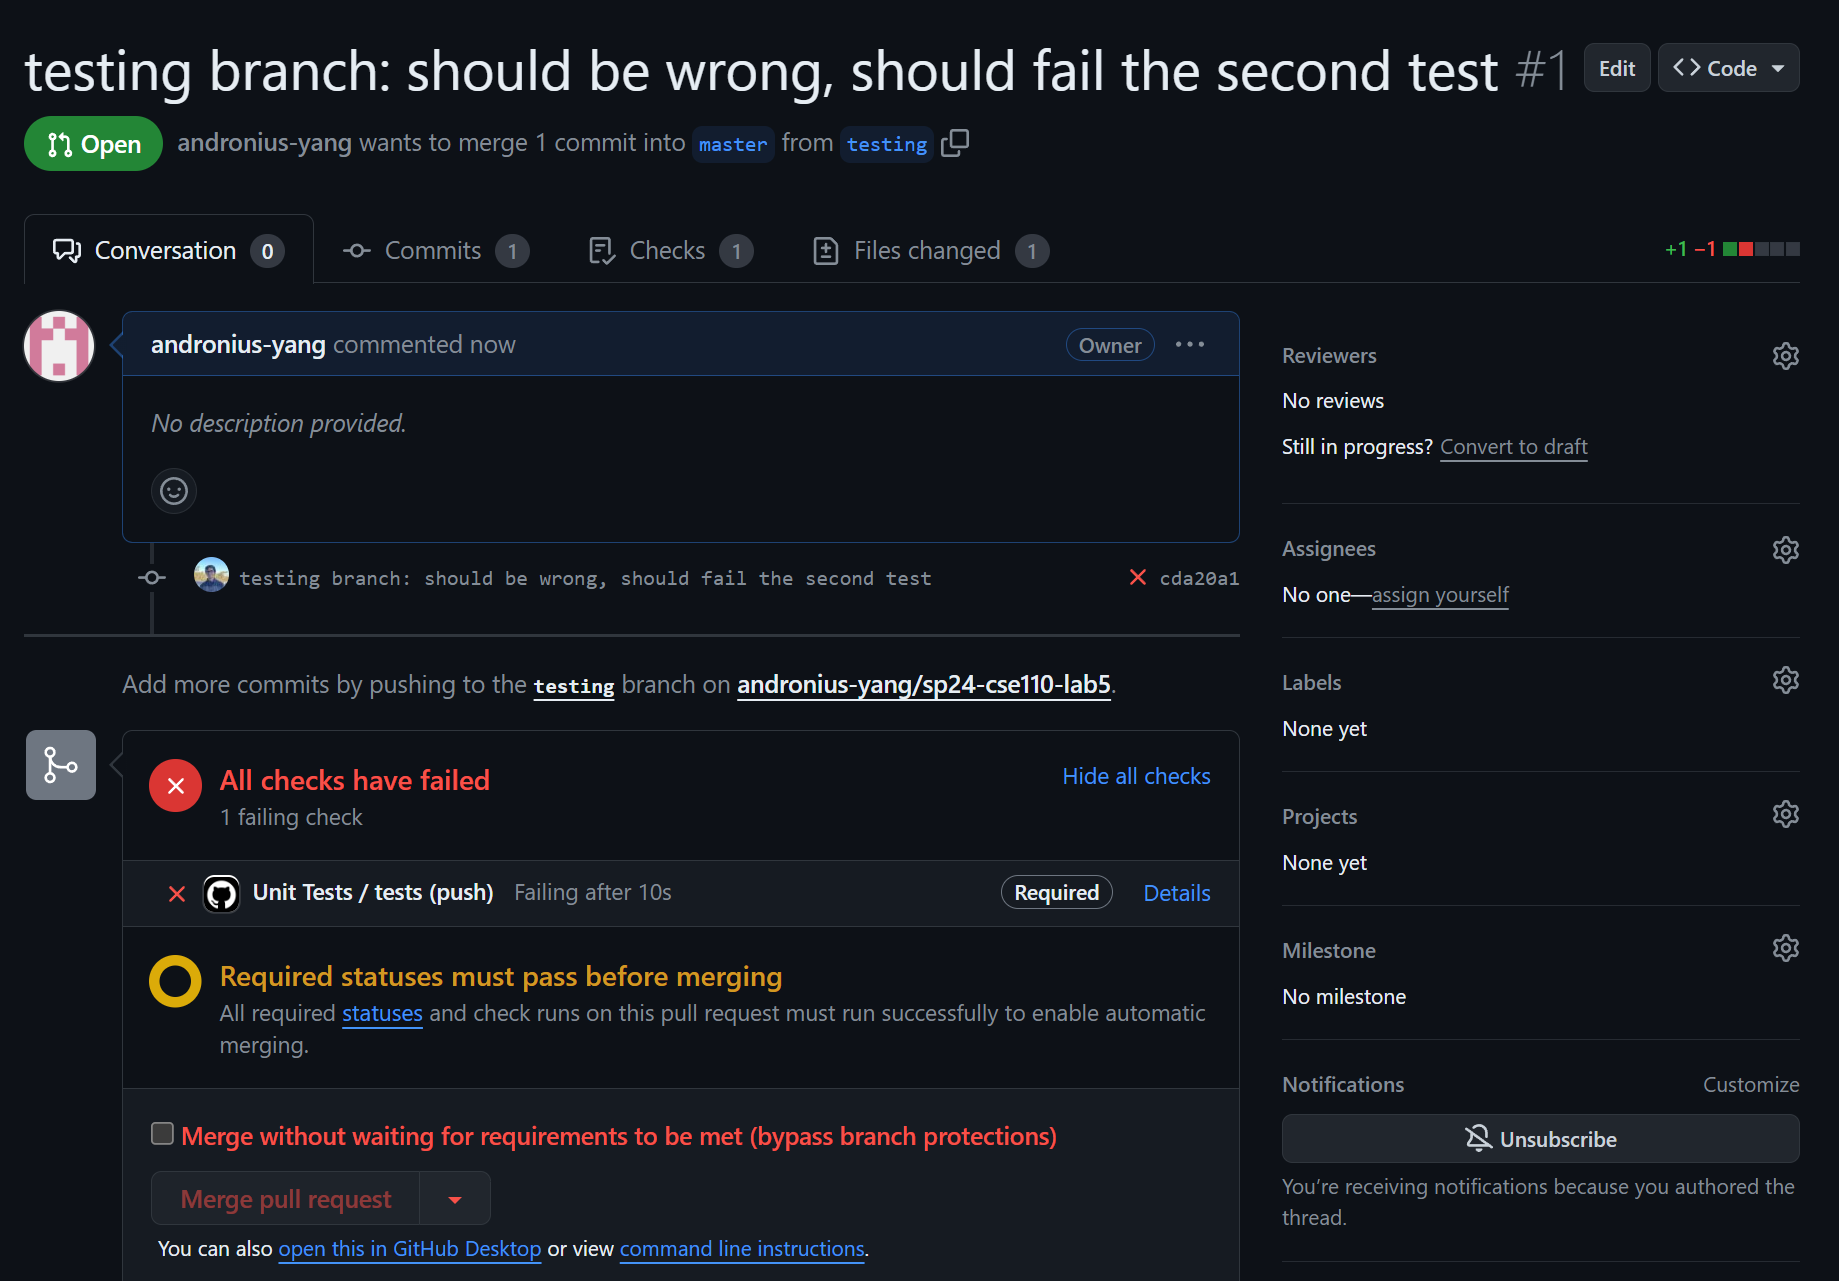 testing branch: should be wrong, should fail the second test #1
Edit
Code
Open
andronius-yang wants to merge 1 commit into master from testing
Conversation 0
Commits 1
Checks 1
Files changed 1
+1 −1
andronius-yang commented now
Owner
No description provided.
testing branch: should be wrong, should fail the second test
cda20a1
Add more commits by pushing to the testing branch on andronius-yang/sp24-cse110-lab5.
All checks have failed
Hide all checks
1 failing check
Unit Tests / tests (push) Failing after 10s
Required
Details
Required statuses must pass before merging
All required statuses and check runs on this pull request must run successfully to enable automatic
merging.
Merge without waiting for requirements to be met (bypass branch protections)
Merge pull request
You can also open this in GitHub Desktop or view command line instructions.
Reviewers
No reviews
Still in progress? Convert to draft
Assignees
No one—assign yourself
Labels
None yet
Projects
None yet
Milestone
No milestone
Notifications
Customize
Unsubscribe
You’re receiving notifications because you authored the
thread.